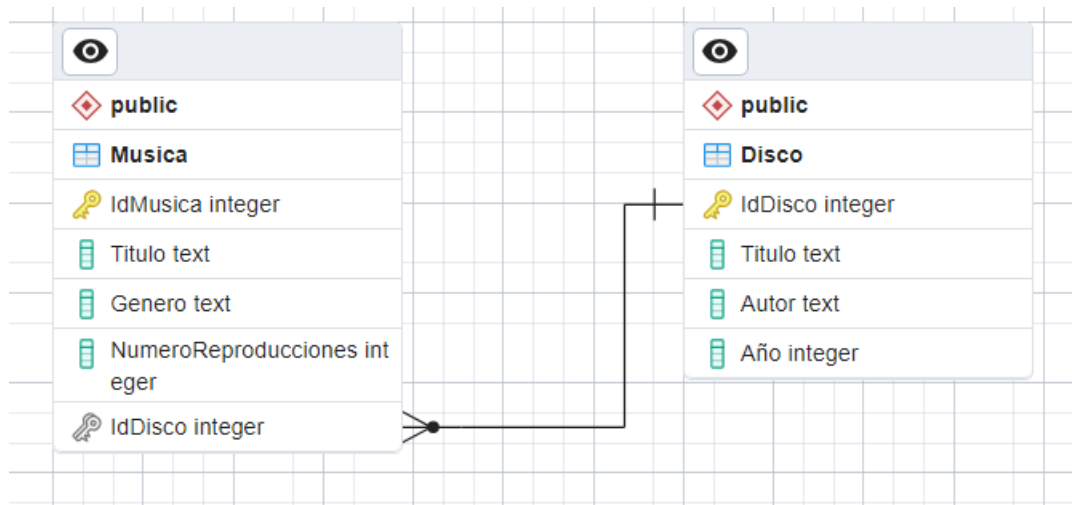 public
Musica
IdMusica integer
Titulo text
Genero text
NumeroReproducciones int
eger
IdDisco integer
public
Disco
IdDisco integer
Titulo text
Autor text
Año integer